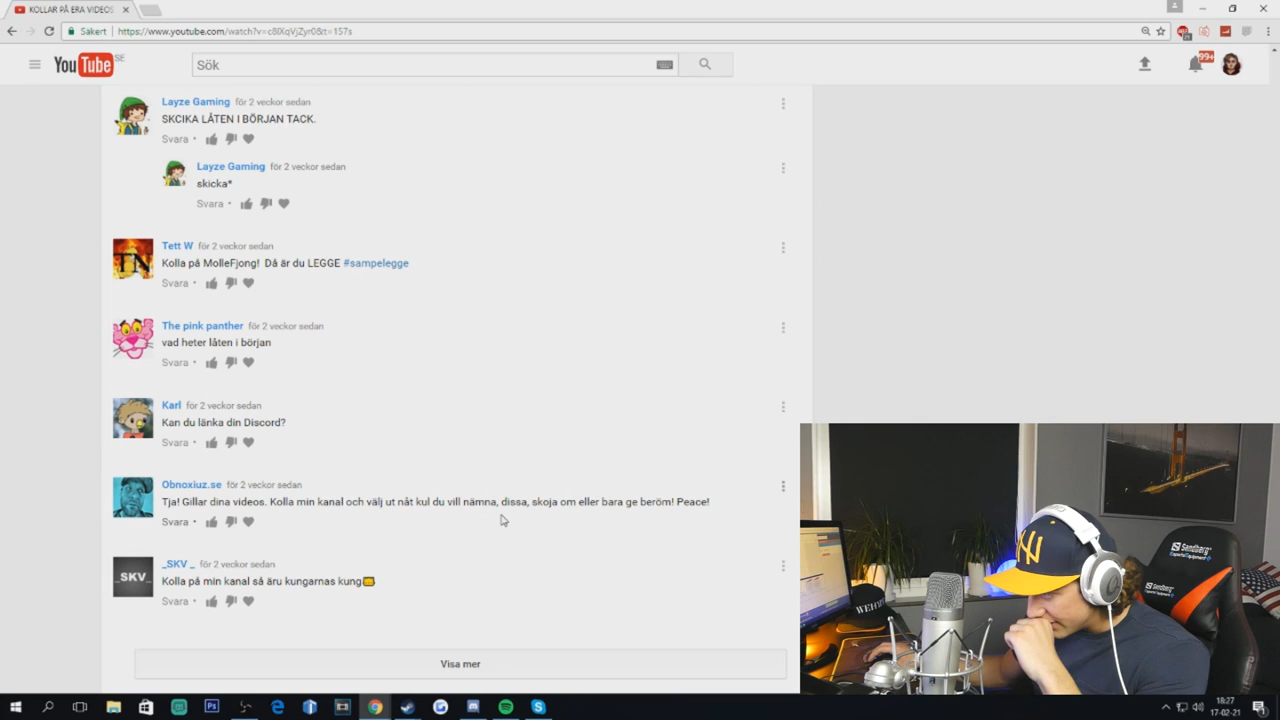 KOLLAR PÅ ERA VIDEOS
Säkert https://www.youtube.com/watch?v=c8lXqVjZyr0&t=157s
YouTube SE
Sök
99+
Layze Gaming för 2 veckor sedan
SKCIKA LÅTEN I BÖRJAN TACK.
Svara
Layze Gaming för 2 veckor sedan
skicka*
Svara
TN
Tett W för 2 veckor sedan
Kolla på MolleFjong! Då är du LEGGE #sampelegge
Svara
The pink panther för 2 veckor sedan
vad heter låten i början
Svara
Karl för 2 veckor sedan
Kan du länka din Discord?
Svara
Obnoxiuz.se för 2 veckor sedan
Tja! Gillar dina videos. Kolla min kanal och välj ut nåt kul du vill nämna, dissa, skoja om eller bara ge beröm! Peace!
Svara
_SKV_
_SKV_ för 2 veckor sedan
Kolla på min kanal så äru kungarnas kung
Svara
Visa mer
Sandberg
Sandberg
Ps
18:27
17-02-21